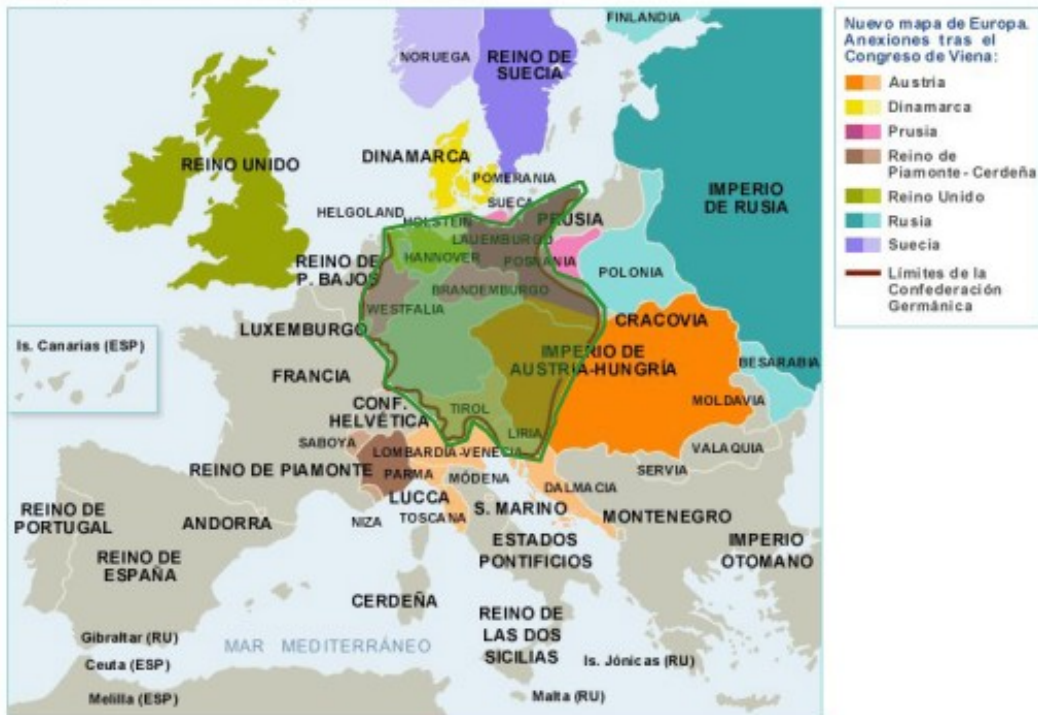 FINLANDIA
NORUEGA
REINO DE
SUECIA
REINO UNIDO
DINAMARCA
POMERANIA
SUECA
IMPERIO
DE RUSIA
HELGOLAND
HOLSTEIN
PRUSIA
LAUEMBURGO
HANNOVER
POSNANIA
REINO DE
P. BAJOS
POLONIA
BRANDEMBURGO
WESTFALIA
LUXEMBURGO
CRACOVIA
Is. Canarias (ESP)
IMPERIO DE
AUSTRIA-HUNGRÍA
BESARABIA
FRANCIA
MOLDAVIA
CONF.
HELVÉTICA
TIROL
LIRIA
SABOYA
LOMBARDIA-VENECIA
VALAQUIA
SERVIA
REINO DE PIAMONTE
PARMA
MÓDENA
DALMACIA
LUCCA
REINO DE
PORTUGAL
ANDORRA
NIZA
TOSCANA
S. MARINO
MONTENEGRO
ESTADOS
PONTIFICIOS
IMPERIO
OTOMANO
REINO DE
ESPAÑA
CERDEÑA
REINO DE
LAS DOS
SICILIAS
Gibraltar (RU)
MAR MEDITERRÁNEO
Is. Jónicas (RU)
Ceuta (ESP)
Melilla (ESP)
Malta (RU)
Nuevo mapa de Europa.
Anexiones tras el
Congreso de Viena:
Austria
Dinamarca
Prusia
Reino de
Piamonte- Cerdeña
Reino Unido
Rusia
Suecia
Límites de la
Confederación
Germánica